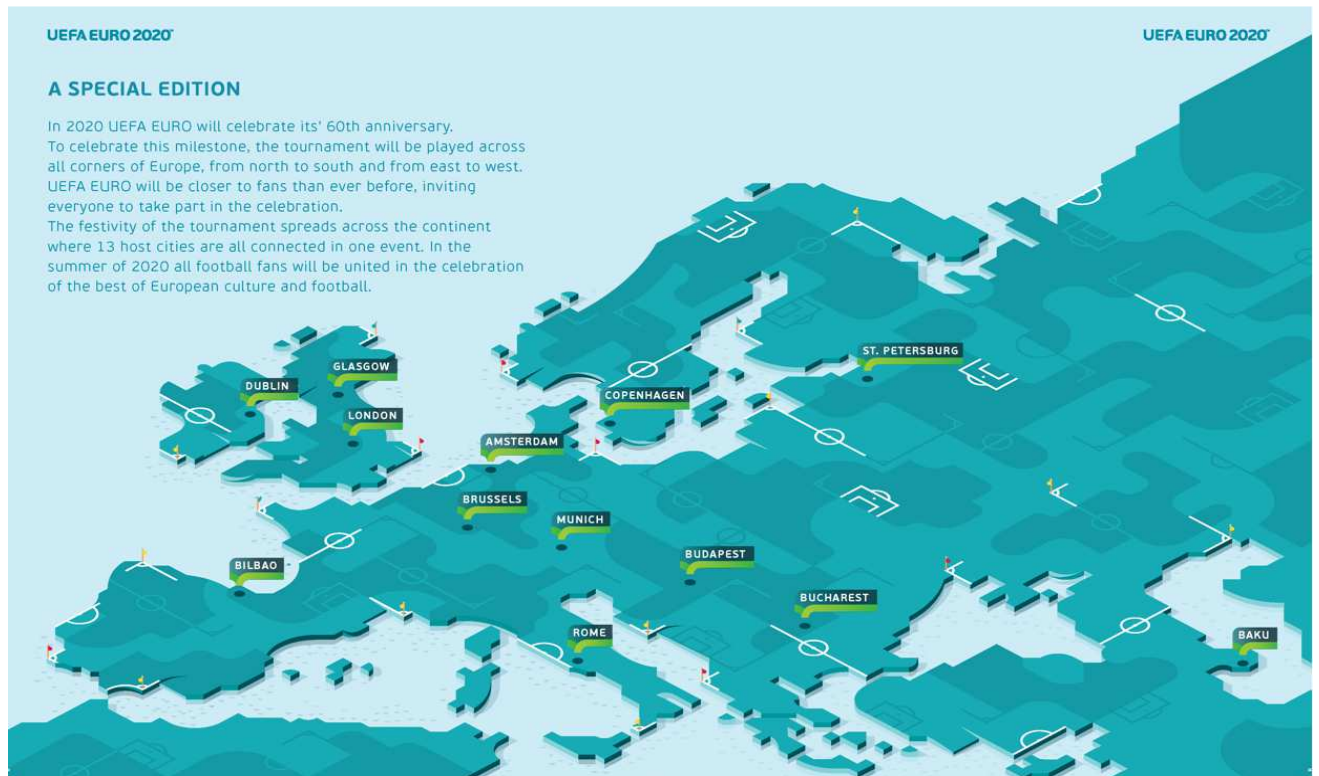 UEFA EURO 2020™
UEFA EURO 2020™
A SPECIAL EDITION
In 2020 UEFA EURO will celebrate its' 60th anniversary.
To celebrate this milestone, the tournament will be played across
all corners of Europe, from north to south and from east to west.
UEFA EURO will be closer to fans than ever before, inviting
everyone to take part in the celebration.
The festivity of the tournament spreads across the continent
where 13 host cities are all connected in one event. In the
summer of 2020 all football fans will be united in the celebration
of the best of European culture and football.
ST. PETERSBURG
GLASGOW
DUBLIN
COPENHAGEN
LONDON
AMSTERDAM
BRUSSELS
MUNICH
BUDAPEST
BILBAO
BUCHAREST
ROME
BAKU